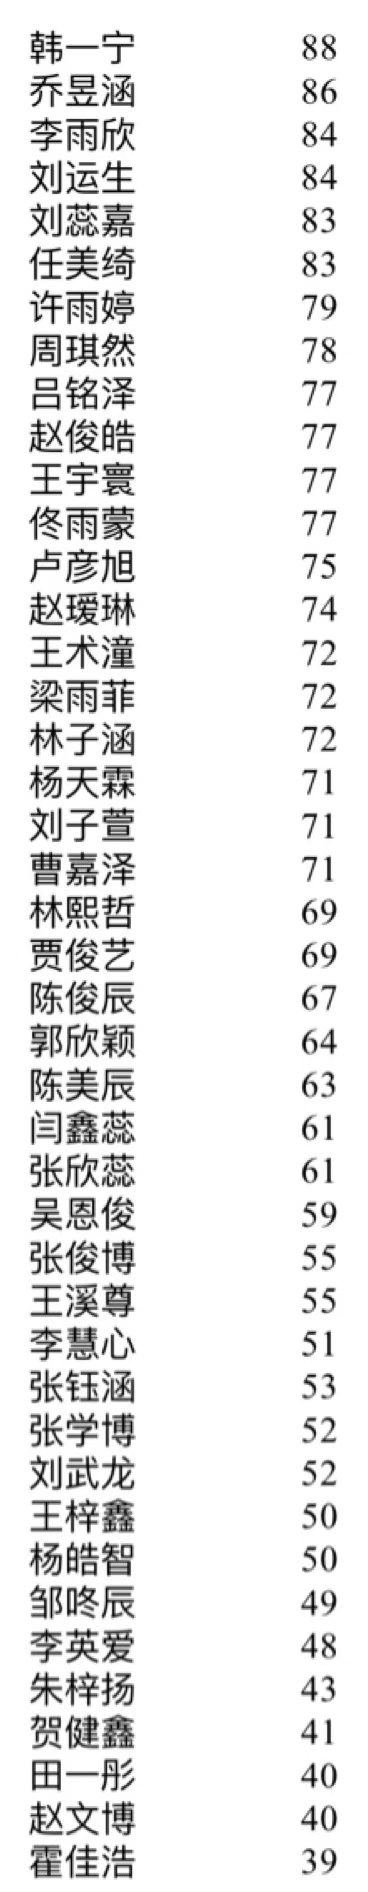 韩一宁 88
乔昱涵 86
李雨欣 84
刘运生 84
刘蕊嘉 83
任美绮 83
许雨婷 79
周琪然 78
吕铭泽 77
赵俊皓 77
王宇寰 77
佟雨蒙 77
卢彦旭 75
赵瑷琳 74
王术潼 72
梁雨菲 72
林子涵 72
杨天霖 71
刘子萱 71
曹嘉泽 71
林熙哲 69
贾俊艺 69
陈俊辰 67
郭欣颖 64
陈美辰 63
闫鑫蕊 61
张欣蕊 61
吴恩俊 59
张俊博 55
王溪尊 55
李慧心 51
张钰涵 53
张学博 52
刘武龙 52
王梓鑫 50
杨皓智 50
邹咚辰 49
李英爱 48
朱梓扬 43
贺健鑫 41
田一彤 40
赵文博 40
霍佳浩 39